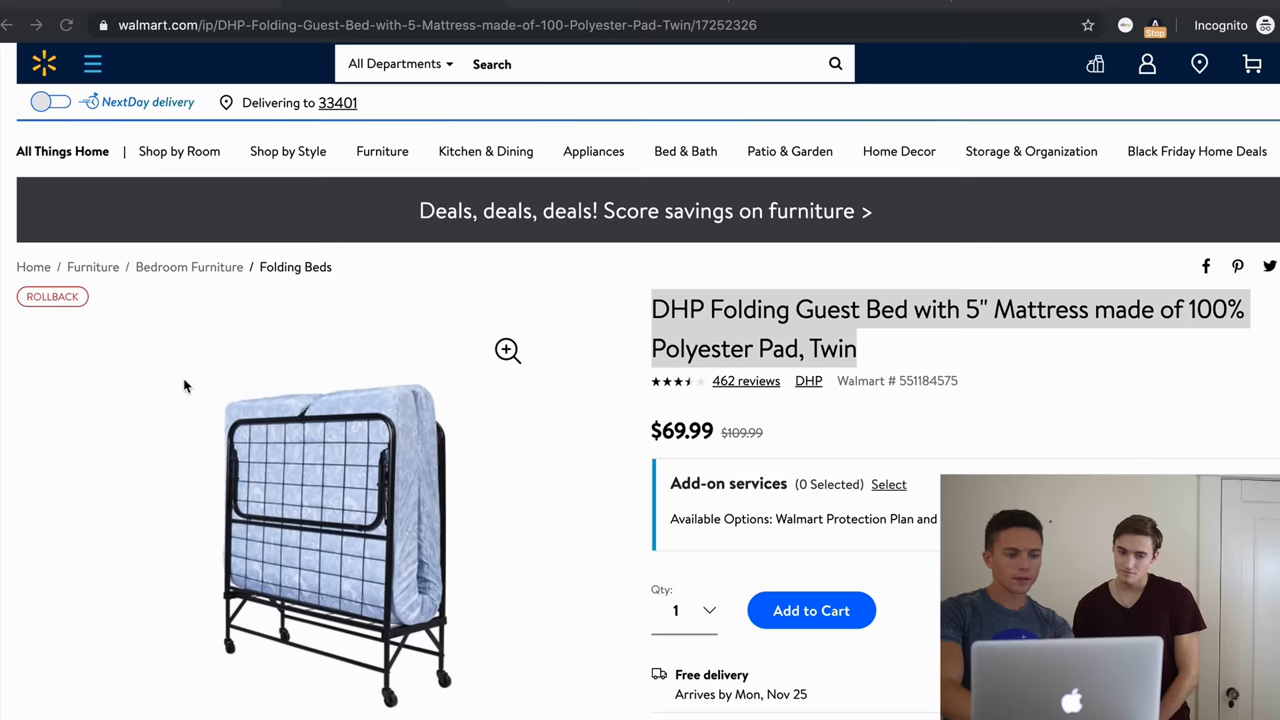 walmart.com/ip/DHP-Folding-Guest-Bed-with-5-Mattress-made-of-100-Polyester-Pad-Twin/17252326
Stop
Incognito
All Departments
Search
NextDay delivery
Delivering to 33401
All Things Home | Shop by Room Shop by Style Furniture Kitchen & Dining Appliances Bed & Bath Patio & Garden Home Decor Storage & Organization Black Friday Home Deals
Deals, deals, deals! Score savings on furniture >
Home / Furniture / Bedroom Furniture / Folding Beds
ROLLBACK
DHP Folding Guest Bed with 5" Mattress made of 100%
Polyester Pad, Twin
462 reviews DHP Walmart # 551184575
$69.99 $109.99
Add-on services (0 Selected) Select
Available Options: Walmart Protection Plan and
Qty:
1
Add to Cart
Free delivery
Arrives by Mon, Nov 25